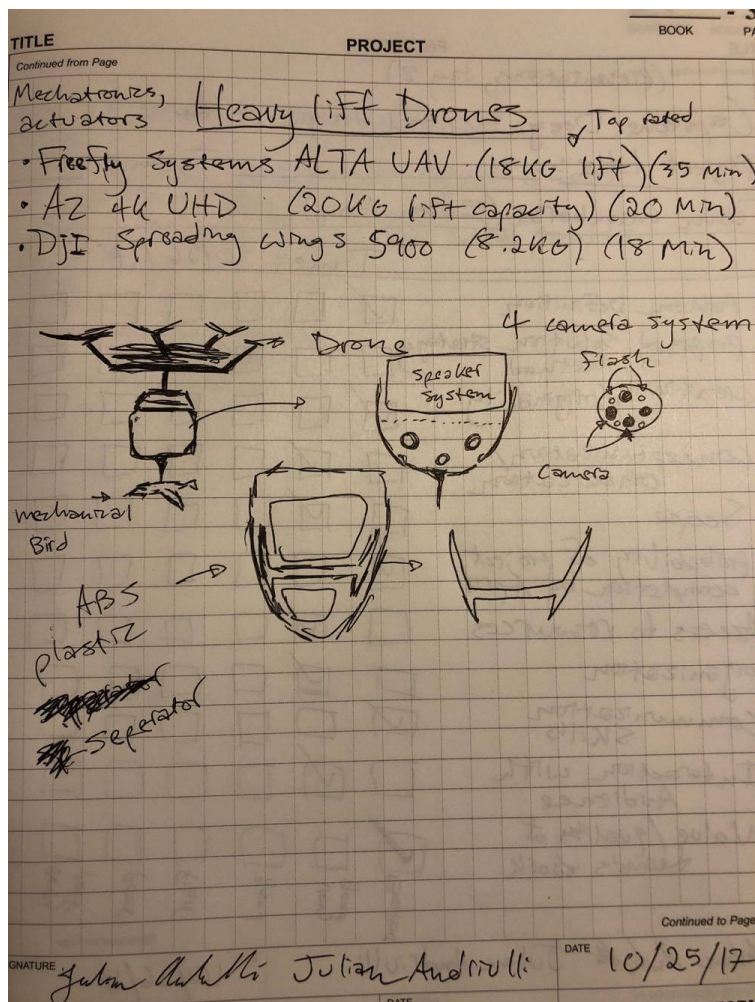 BOOK
TITLE
PROJECT
Continued from Page
Mechatronics,
actuators
Heavy lift Drones
Top rated
• Freefly Systems ALTA UAV (18KG lift) (35 Min)
• AZ 4K UHD (20KG lift capacity) (20 Min)
• DJI Spreading wings S900 (8.2KG) (18 Min)
Drone
4 camera system
Speaker
System
Flash
Camera
mechanical
Bird
ABS
plastic
Seperator
Continued to Page
GNATURE
Julian Andriulli
DATE
10/25/17
DATE